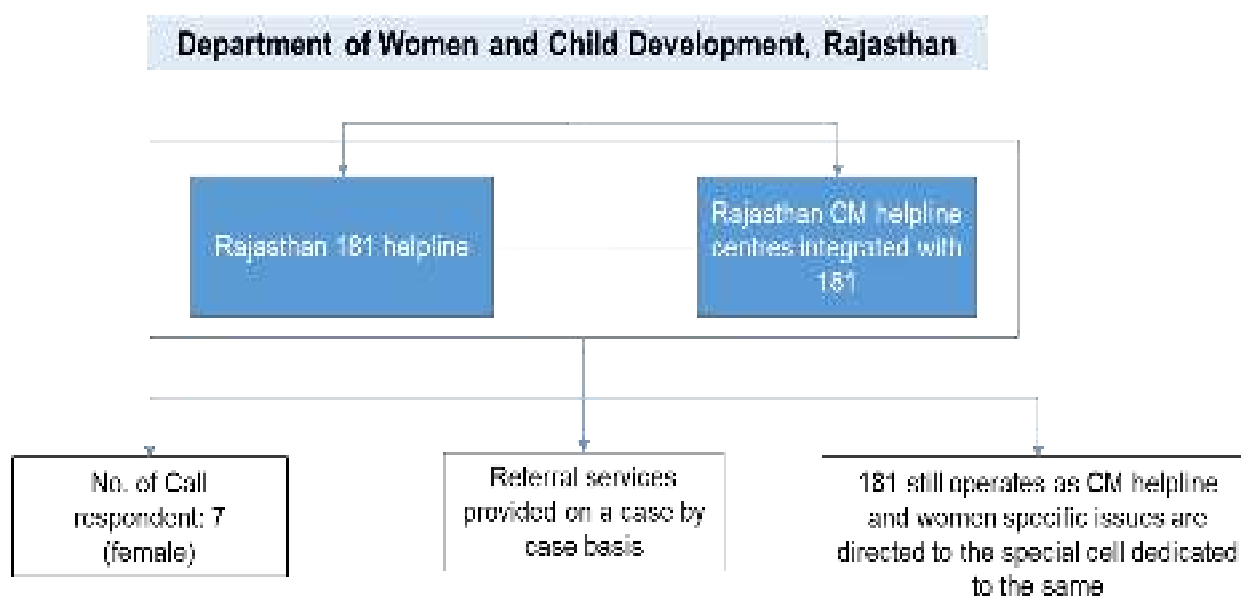 Department of Women and Child Development, Rajasthan
Rajasthan 181 helpline
Rajasthan CM helpline
centres integrated with
181
No. of Call
respondent: 7
(female)
Referral services
provided on a case by
case basis
181 still operates as CM helpline
and women specific issues are
directed to the special cell dedicated
to the same